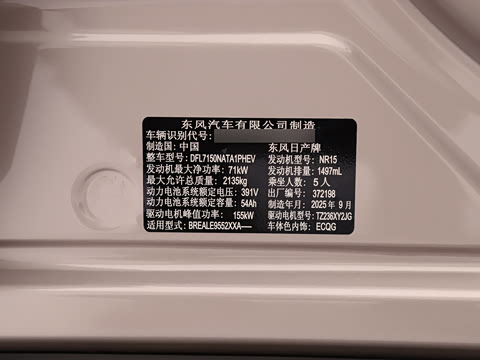 东风汽车有限公司制造
车辆识别代号:
制造国: 中国 东风日产牌
整车型号: DFL7150NATA1PHEV 发动机型号: NR15
发动机最大净功率: 71kW 发动机排量: 1497mL
最大允许总质量: 2135kg 乘坐人数: 5 人
动力电池系统额定电压: 391V 出厂编号: 372198
动力电池系统额定容量: 54Ah 制造年月: 2025 年 9 月
驱动电机峰值功率: 155kW 驱动电机型号: TZ236XY2JG
适用型式: BREALE9552XXA—— 车体色内饰: ECQG